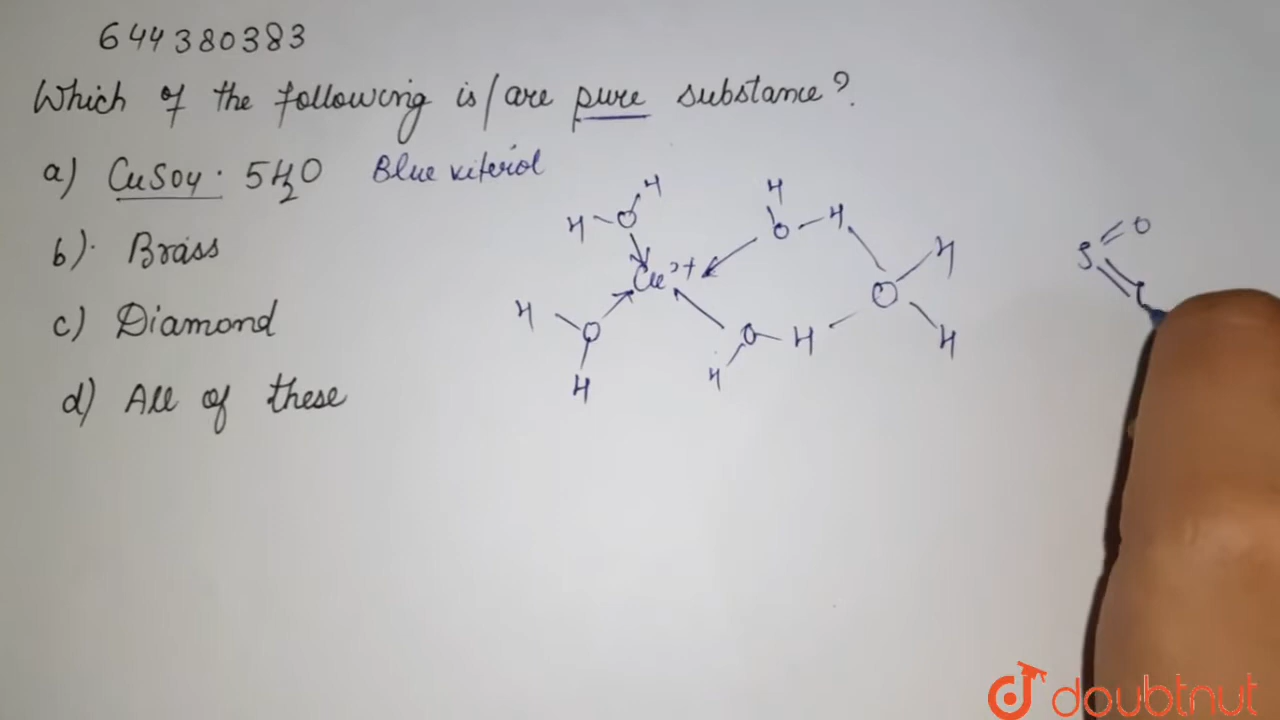 644380383
Which of the following is/are pure substance?
a) CuSO4 · 5H2O Blue viteriol
b) Brass
c) Diamond
d) All of these
H H O Cu2+ H O H
H O H
H O H
O H H
S O
doubtnut